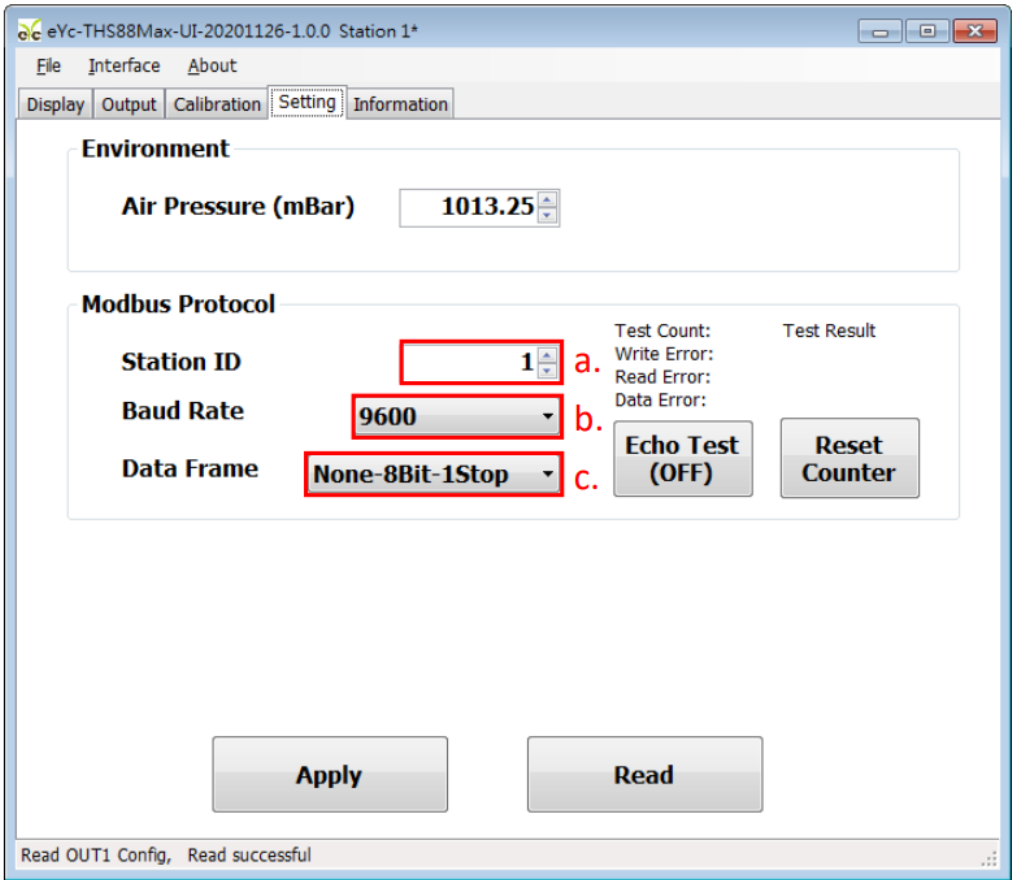 eYc eYc-THS88Max-UI-20201126-1.0.0 Station 1*
File Interface About
Display Output Calibration Setting Information
Environment
Air Pressure (mBar) 1013.25
Modbus Protocol
Station ID 1 a.
Baud Rate 9600 b.
Data Frame None-8Bit-1Stop c.
Test Count: Test Result
Write Error:
Read Error:
Data Error:
Echo Test
(OFF)
Reset
Counter
Apply Read
Read OUT1 Config, Read successful